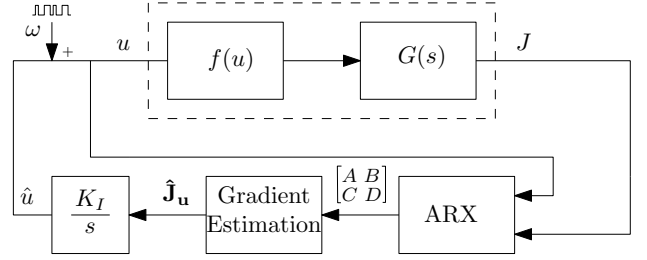 ω
+
u
f(u)
G(s)
J
û
K_I
s
Ĵ_u
Gradient
Estimation
[A B
C D]
ARX